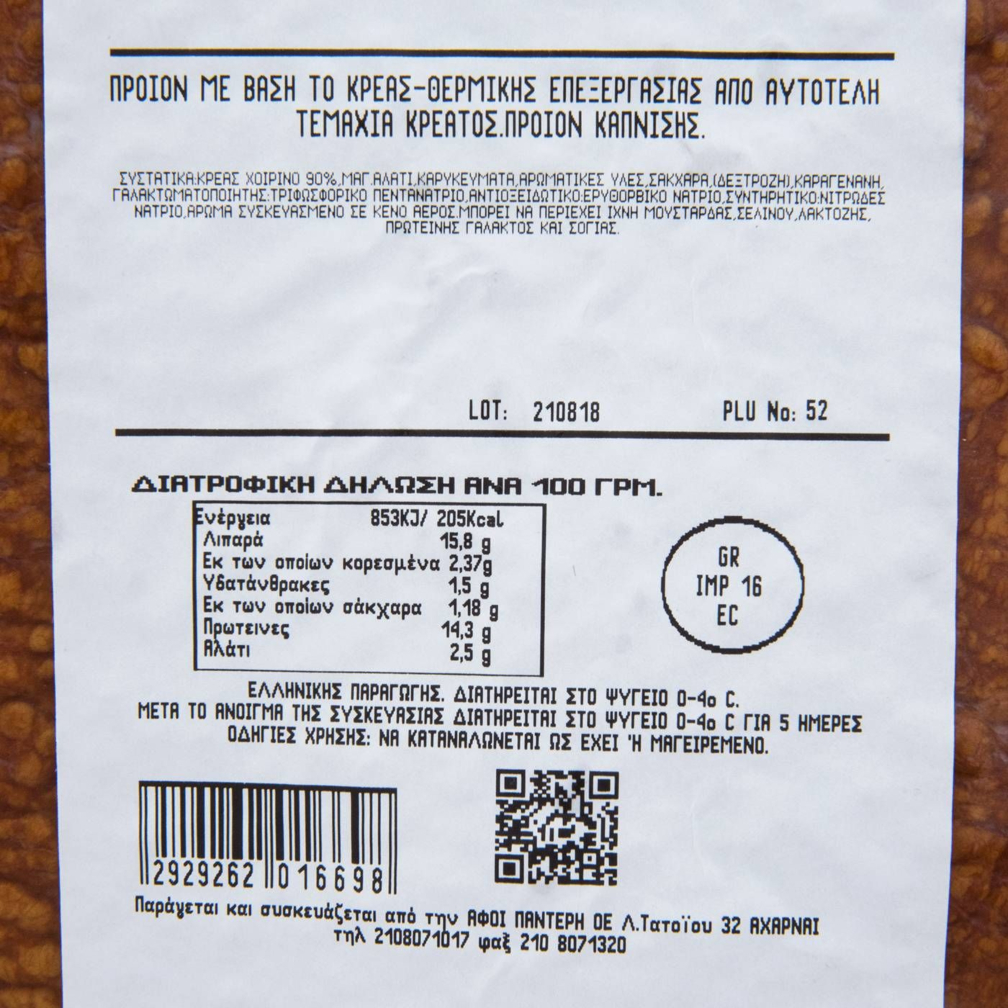 ΠΡΟΙΟΝ ΜΕ ΒΑΣΗ ΤΟ ΚΡΕΑΣ-ΘΕΡΜΙΚΗΣ ΕΠΕΞΕΡΓΑΣΙΑΣ ΑΠΟ ΑΥΤΟΤΕΛΗ
ΤΕΜΑΧΙΑ ΚΡΕΑΤΟΣ.ΠΡΟΙΟΝ ΚΑΠΝΙΣΗΣ.
ΣΥΣΤΑΤΙΚΑ:ΚΡΕΑΣ ΧΟΙΡΙΝΟ 90%,ΜΑΓ.ΑΛΑΤΙ,ΚΑΡΥΚΕΥΜΑΤΑ,ΑΡΩΜΑΤΙΚΕΣ ΥΛΕΣ,ΣΑΚΧΑΡΑ,(ΔΕΞΤΡΟΖΗ),ΚΑΡΑΓΕΝΑΝΗ,
ΓΑΛΑΚΤΩΜΑΤΟΠΟΙΗΤΗΣ:ΤΡΙΦΩΣΦΟΡΙΚΟ ΠΕΝΤΑΝΑΤΡΙΟ,ΑΝΤΙΟΞΕΙΔΩΤΙΚΟ:ΕΡΥΘΟΡΒΙΚΟ ΝΑΤΡΙΟ,ΣΥΝΤΗΡΗΤΙΚΟ:ΝΙΤΡΩΔΕΣ
ΝΑΤΡΙΟ,ΑΡΩΜΑ ΣΥΣΚΕΥΑΣΜΕΝΟ ΣΕ ΚΕΝΟ ΑΕΡΟΣ.ΜΠΟΡΕΙ ΝΑ ΠΕΡΙΕΧΕΙ ΙΧΝΗ ΜΟΥΣΤΑΡΔΑΣ,ΣΕΛΙΝΟΥ,ΛΑΚΤΟΖΗΣ,
ΠΡΩΤΕΙΝΗΣ ΓΑΛΑΚΤΟΣ ΚΑΙ ΣΟΓΙΑΣ.
LOT: 210818 PLU No: 52
ΔΙΑΤΡΟΦΙΚΗ ΔΗΛΩΣΗ ΑΝΑ 100 ΓΡΜ.
Ενέργεια 853KJ/ 205Kcal
Λιπαρά 15,8 g
Εκ των οποίων κορεσμένα 2,37g
Υδατάνθρακες 1,5 g
Εκ των οποίων σάκχαρα 1,18 g
Πρωτεινες 14,3 g
Αλάτι 2,5 g
GR
IMP 16
EC
ΕΛΛΗΝΙΚΗΣ ΠΑΡΑΓΩΓΗΣ. ΔΙΑΤΗΡΕΙΤΑΙ ΣΤΟ ΨΥΓΕΙΟ 0-4ο C.
ΜΕΤΑ ΤΟ ΑΝΟΙΓΜΑ ΤΗΣ ΣΥΣΚΕΥΑΣΙΑΣ ΔΙΑΤΗΡΕΙΤΑΙ ΣΤΟ ΨΥΓΕΙΟ 0-4ο C ΓΙΑ 5 ΗΜΕΡΕΣ
ΟΔΗΓΙΕΣ ΧΡΗΣΗΣ: ΝΑ ΚΑΤΑΝΑΛΩΝΕΤΑΙ ΩΣ ΕΧΕΙ 'Η ΜΑΓΕΙΡΕΜΕΝΟ.
2929262 016698
Παράγεται και συσκευάζεται από την ΑΦΟΙ ΠΑΝΤΕΡΗ ΟΕ Λ.Τατοϊου 32 ΑΧΑΡΝΑΙ
τηλ 2108071017 φαξ 210 8071320